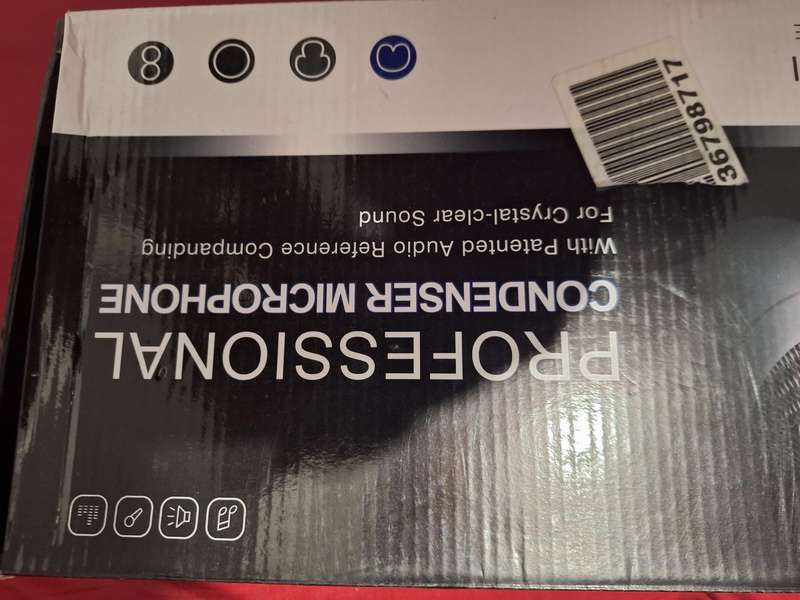 PROFESSIONAL
CONDENSER MICROPHONE
With Patented Audio Reference Companding
For Crystal-clear Sound
36798717